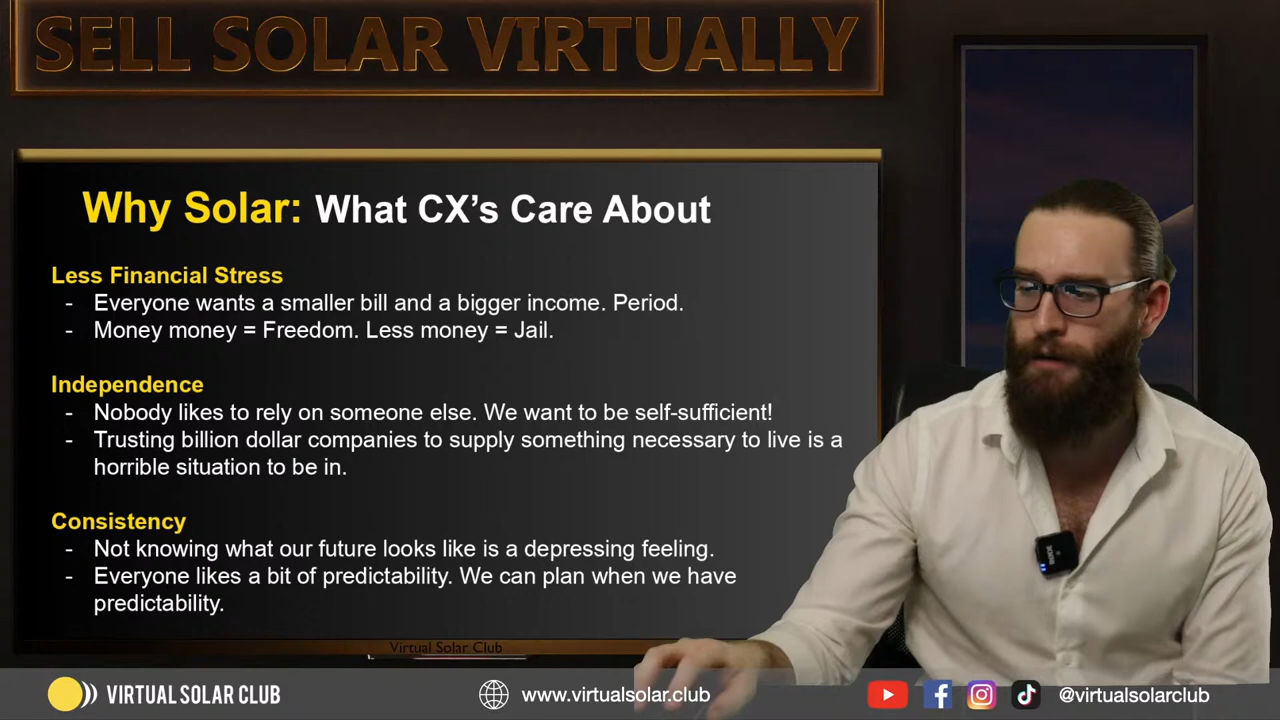 SELL SOLAR VIRTUALLY
Why Solar: What CX's Care About
Less Financial Stress
- Everyone wants a smaller bill and a bigger income. Period.
- Money money = Freedom. Less money = Jail.
Independence
- Nobody likes to rely on someone else. We want to be self-sufficient!
- Trusting billion dollar companies to supply something necessary to live is a
horrible situation to be in.
Consistency
- Not knowing what our future looks like is a depressing feeling.
- Everyone likes a bit of predictability. We can plan when we have
predictability.
Virtual Solar Club
VIRTUAL SOLAR CLUB
www.virtualsolar.club
@virtualsolarclub